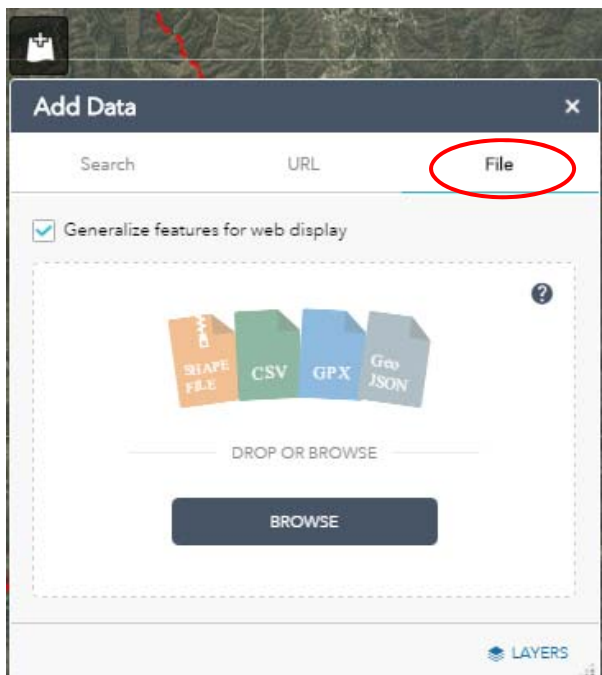 Add Data ×
Search URL File
Generalize features for web display
?
SHAPE FILE CSV GPX Geo JSON
DROP OR BROWSE
BROWSE
LAYERS